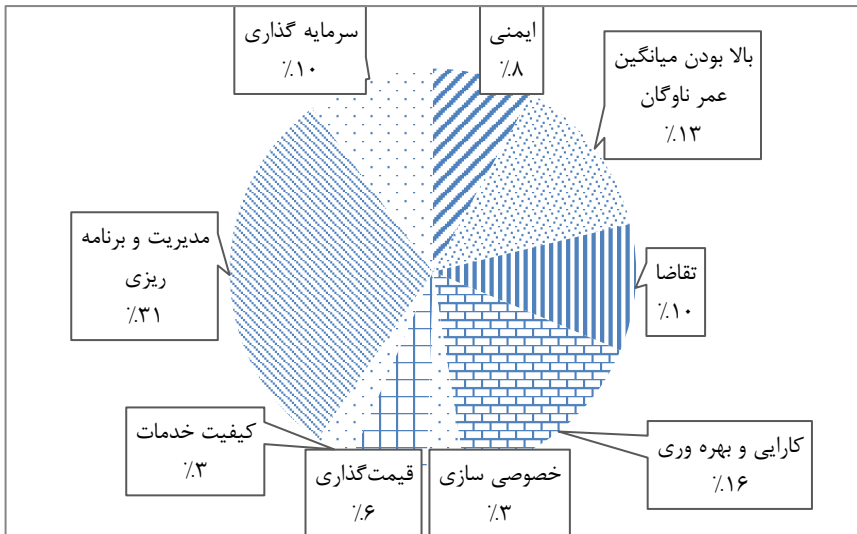 سرمایه گذاری
٪۱۰
ایمنی
٪۸
بالا بودن میانگین
عمر ناوگان
٪۱۳
تقاضا
٪۱۰
کارایی و بهره وری
٪۱۶
خصوصی سازی
٪۳
قیمت‌گذاری
٪۶
کیفیت خدمات
٪۳
مدیریت و برنامه
ریزی
٪۳۱